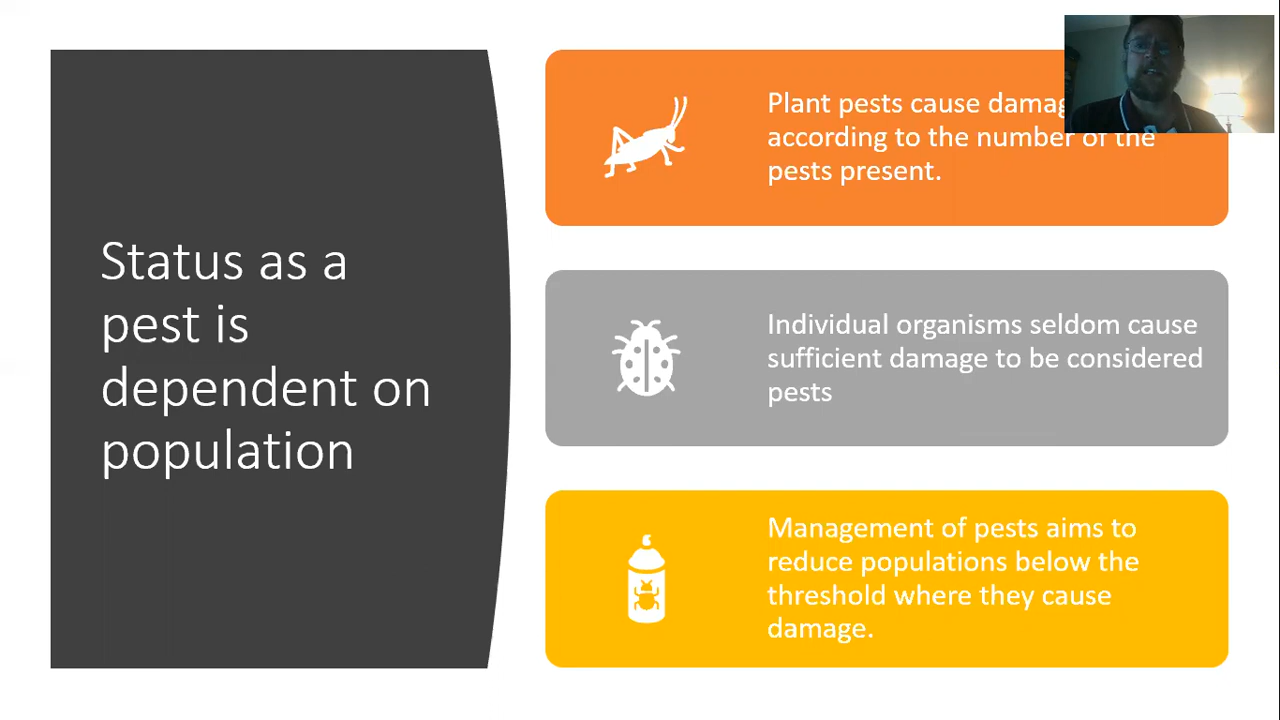 Status as a
pest is
dependent on
population
Plant pests cause
according to the number of the
pests present.
Individual organisms seldom cause
sufficient damage to be considered
pests
Management of pests aims to
reduce populations below the
threshold where they cause
damage.